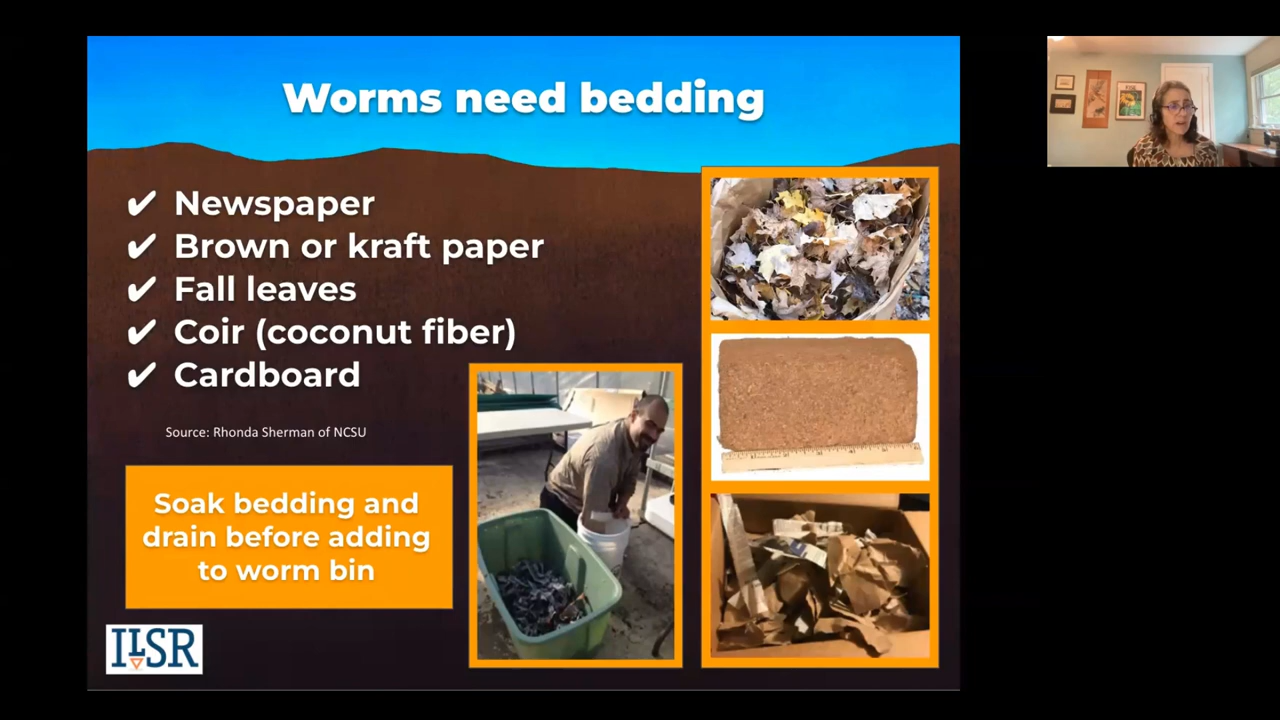 Worms need bedding
✔ Newspaper
✔ Brown or kraft paper
✔ Fall leaves
✔ Coir (coconut fiber)
✔ Cardboard
Source: Rhonda Sherman of NCSU
Soak bedding and
drain before adding
to worm bin
ILSR